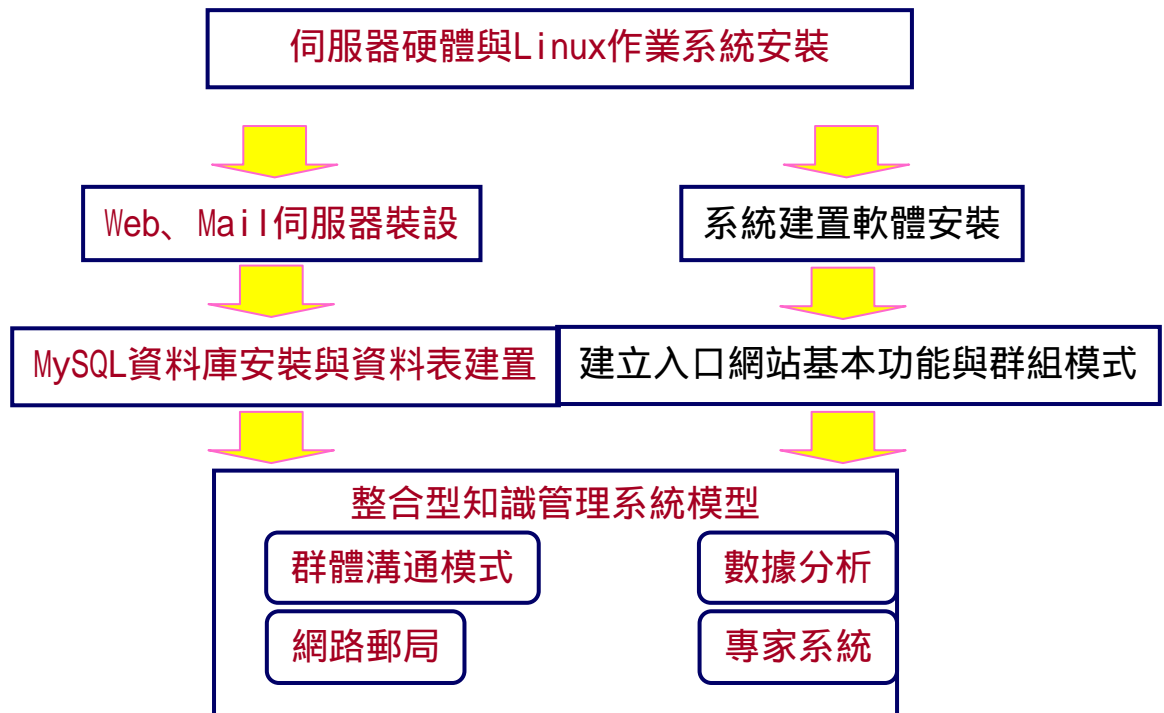 伺服器硬體與Linux作業系統安裝
Web、Mail伺服器裝設
系統建置軟體安裝
MySQL資料庫安裝與資料表建置
建立入口網站基本功能與群組模式
整合型知識管理系統模型
群體溝通模式
數據分析
網路郵局
專家系統